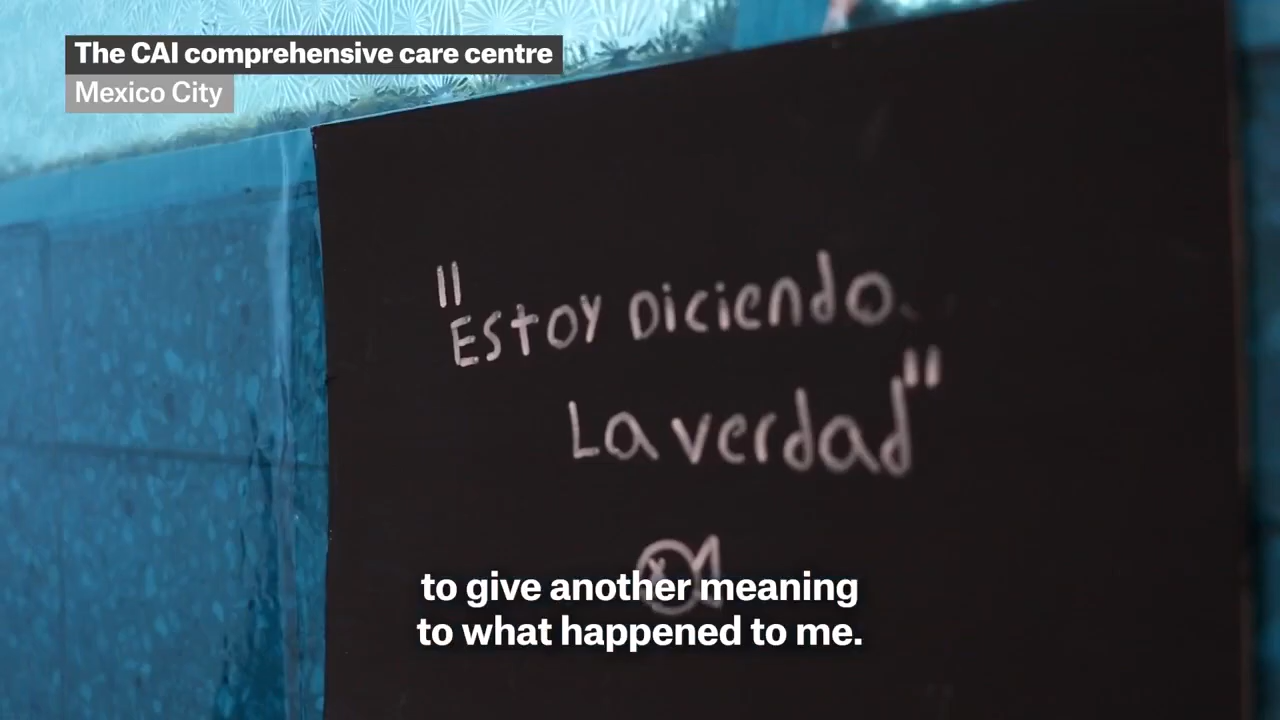 The CAI comprehensive care centre
Mexico City
"Estoy Diciendo
La verdad"
to give another meaning
to what happened to me.